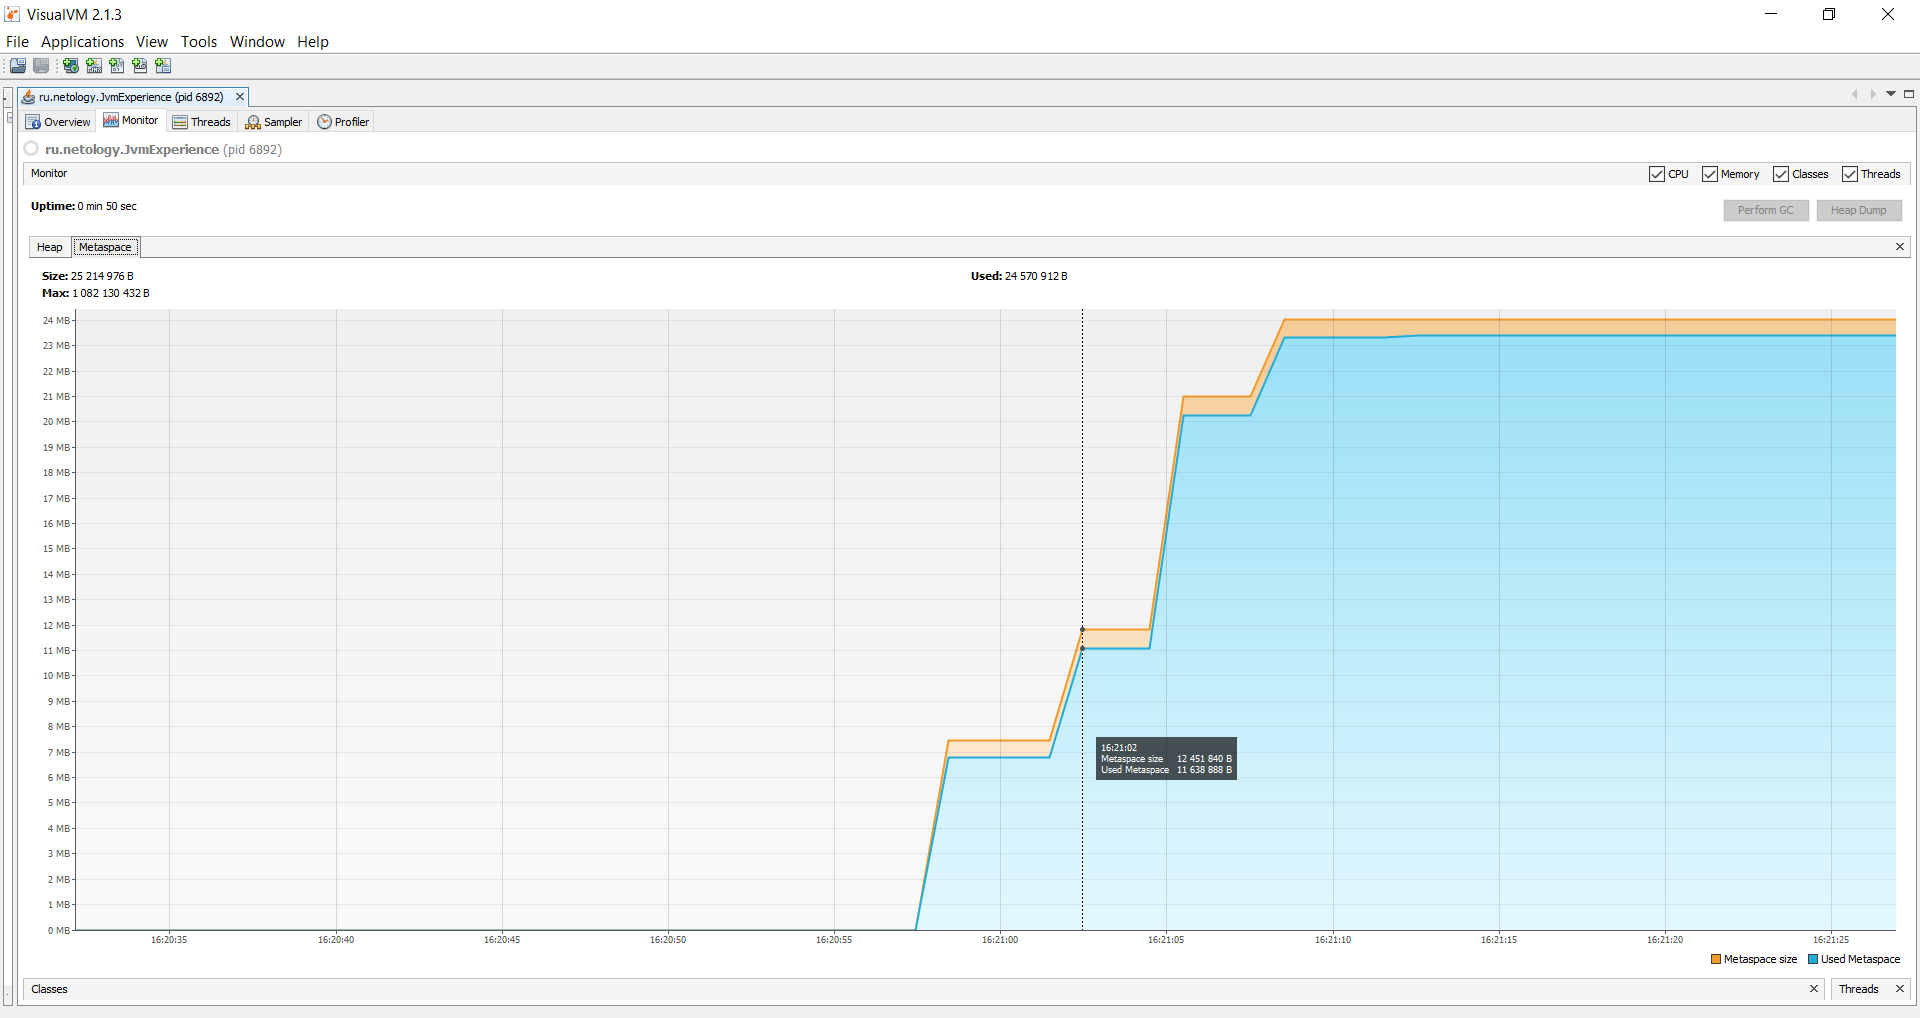 VisualVM 2.1.3
File Applications View Tools Window Help
ru.netology.JvmExperience (pid 6892)
Overview Monitor Threads Sampler Profiler
ru.netology.JvmExperience (pid 6892)
Monitor CPU Memory Classes Threads
Uptime: 0 min 50 sec Perform GC Heap Dump
Heap Metaspace
Size: 25 214 976 B Used: 24 570 912 B
Max: 1 082 130 432 B
24 MB
23 MB
22 MB
21 MB
20 MB
19 MB
18 MB
17 MB
16 MB
15 MB
14 MB
13 MB
12 MB
11 MB
10 MB
9 MB
8 MB
7 MB
6 MB
5 MB
4 MB
3 MB
2 MB
1 MB
0 MB
16:21:02
Metaspace size 12 451 840 B
Used Metaspace 11 638 888 B
16:20:35 16:20:40 16:20:45 16:20:50 16:20:55 16:21:00 16:21:05 16:21:10 16:21:15 16:21:20 16:21:25
Metaspace size Used Metaspace
Classes Threads